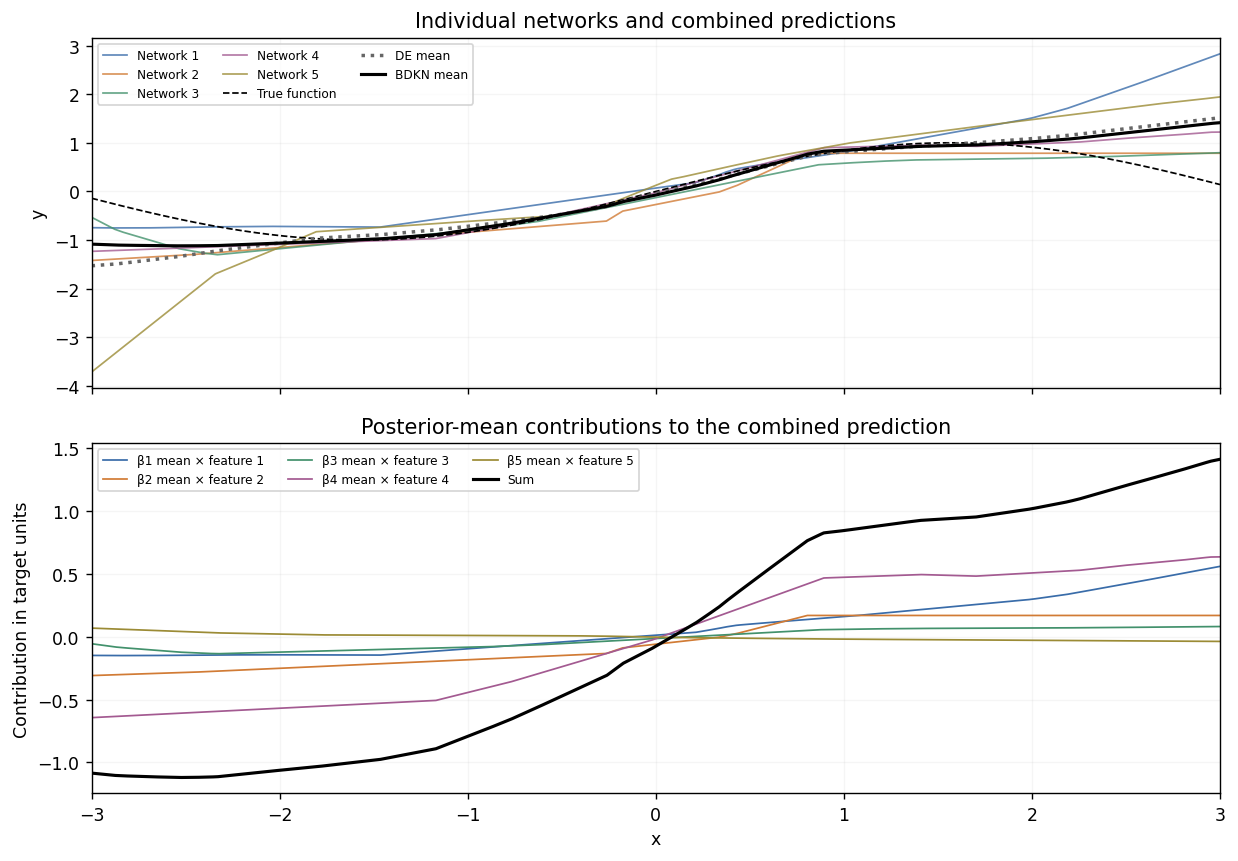 Individual networks and combined predictions
Network 1
Network 2
Network 3
Network 4
Network 5
True function
DE mean
BDKN mean
3
2
1
0
−1
−2
−3
−4
y
Posterior-mean contributions to the combined prediction
β1 mean × feature 1
β2 mean × feature 2
β3 mean × feature 3
β4 mean × feature 4
β5 mean × feature 5
Sum
1.5
1.0
0.5
0.0
−0.5
−1.0
Contribution in target units
−3
−2
−1
0
1
2
3
x